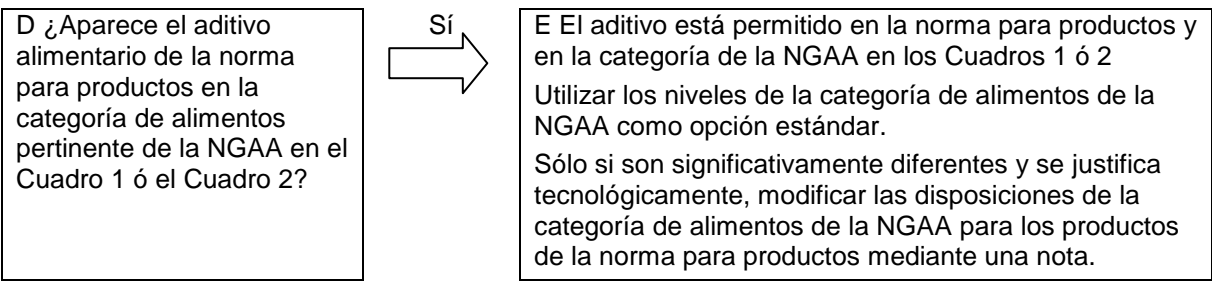 D ¿Aparece el aditivo
alimentario de la norma
para productos en la
categoría de alimentos
pertinente de la NGAA en el
Cuadro 1 ó el Cuadro 2?
Sí
E El aditivo está permitido en la norma para productos y
en la categoría de la NGAA en los Cuadros 1 ó 2
Utilizar los niveles de la categoría de alimentos de la
NGAA como opción estándar.
Sólo si son significativamente diferentes y se justifica
tecnológicamente, modificar las disposiciones de la
categoría de alimentos de la NGAA para los productos
de la norma para productos mediante una nota.